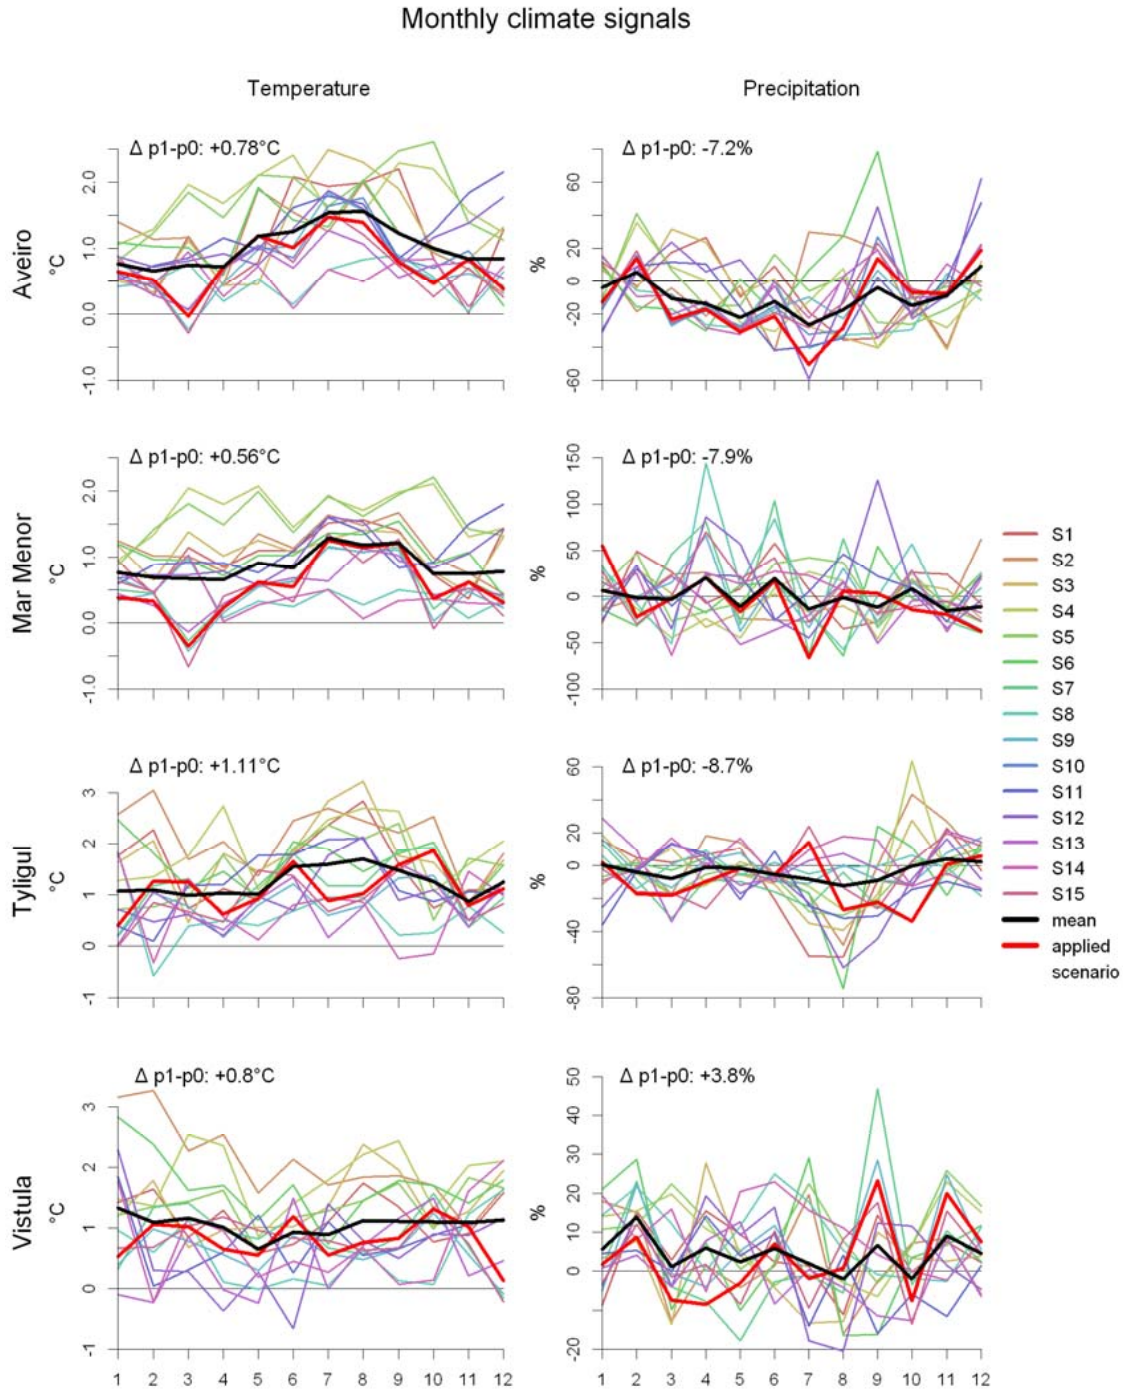 Monthly climate signals
Temperature
Precipitation
Aveiro
°C
Δ p1-p0: +0.78°C
2.0
1.0
0.0
-1.0
%
Δ p1-p0: -7.2%
60
20
0
-20
-60
Mar Menor
°C
Δ p1-p0: +0.56°C
2.0
1.0
0.0
-1.0
%
Δ p1-p0: -7.9%
150
100
50
0
-50
-100
Tyligul
°C
Δ p1-p0: +1.11°C
3
2
1
0
-1
%
Δ p1-p0: -8.7%
60
20
0
-40
-80
Vistula
°C
Δ p1-p0: +0.8°C
3
2
1
0
-1
1 2 3 4 5 6 7 8 9 10 11 12
%
Δ p1-p0: +3.8%
50
40
30
20
10
0
-20
1 2 3 4 5 6 7 8 9 10 11 12
S1
S2
S3
S4
S5
S6
S7
S8
S9
S10
S11
S12
S13
S14
S15
mean
applied
scenario